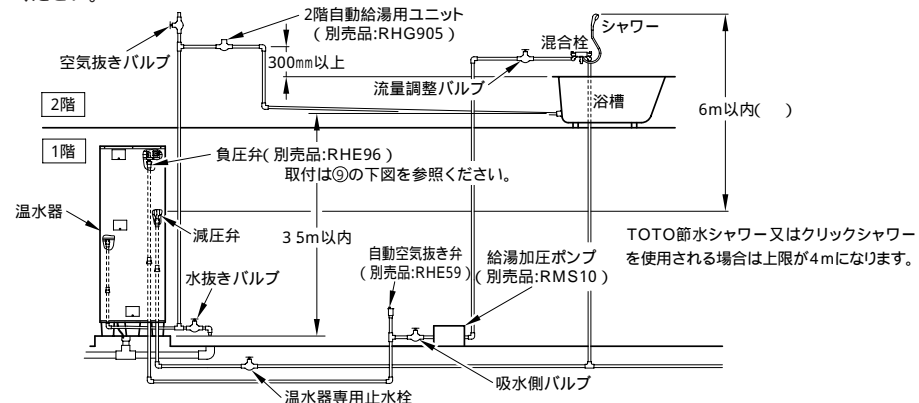 ください。
2階自動給湯用ユニット
(別売品:RHG905)
シャワー
混合栓
空気抜きバルブ
300mm以上
流量調整バルブ
浴槽
2階
6m以内(　)
1階
負圧弁(別売品:RHE96)
取付は⑨の下図を参照ください。
温水器
減圧弁
3 5m以内
TOTO節水シャワー又はクリックシャワー
を使用される場合は上限が4mになります。
自動空気抜き弁
(別売品:RHE59)
給湯加圧ポンプ
(別売品:RMS10)
水抜きバルブ
吸水側バルブ
温水器専用止水栓